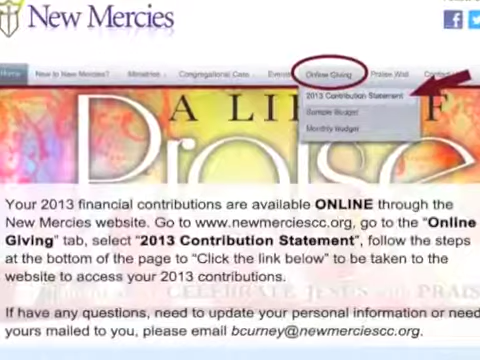 New Mercies
Home New to New Mercies? Ministries Congregational Care Events Online Giving Praise Wall
2013 Contribution Statement
Sample Budget
Monthly Budget
A LIFE OF
Praise
Your 2013 financial contributions are available ONLINE through the
New Mercies website. Go to www.newmerciescc.org, go to the “Online
Giving” tab, select “2013 Contribution Statement”, follow the steps
at the bottom of the page to “Click the link below” to be taken to the
website to access your 2013 contributions.
CELEBRATE JESUS WITH PRAIS
If have any questions, need to update your personal information or need
yours mailed to you, please email bcurney@newmerciescc.org.